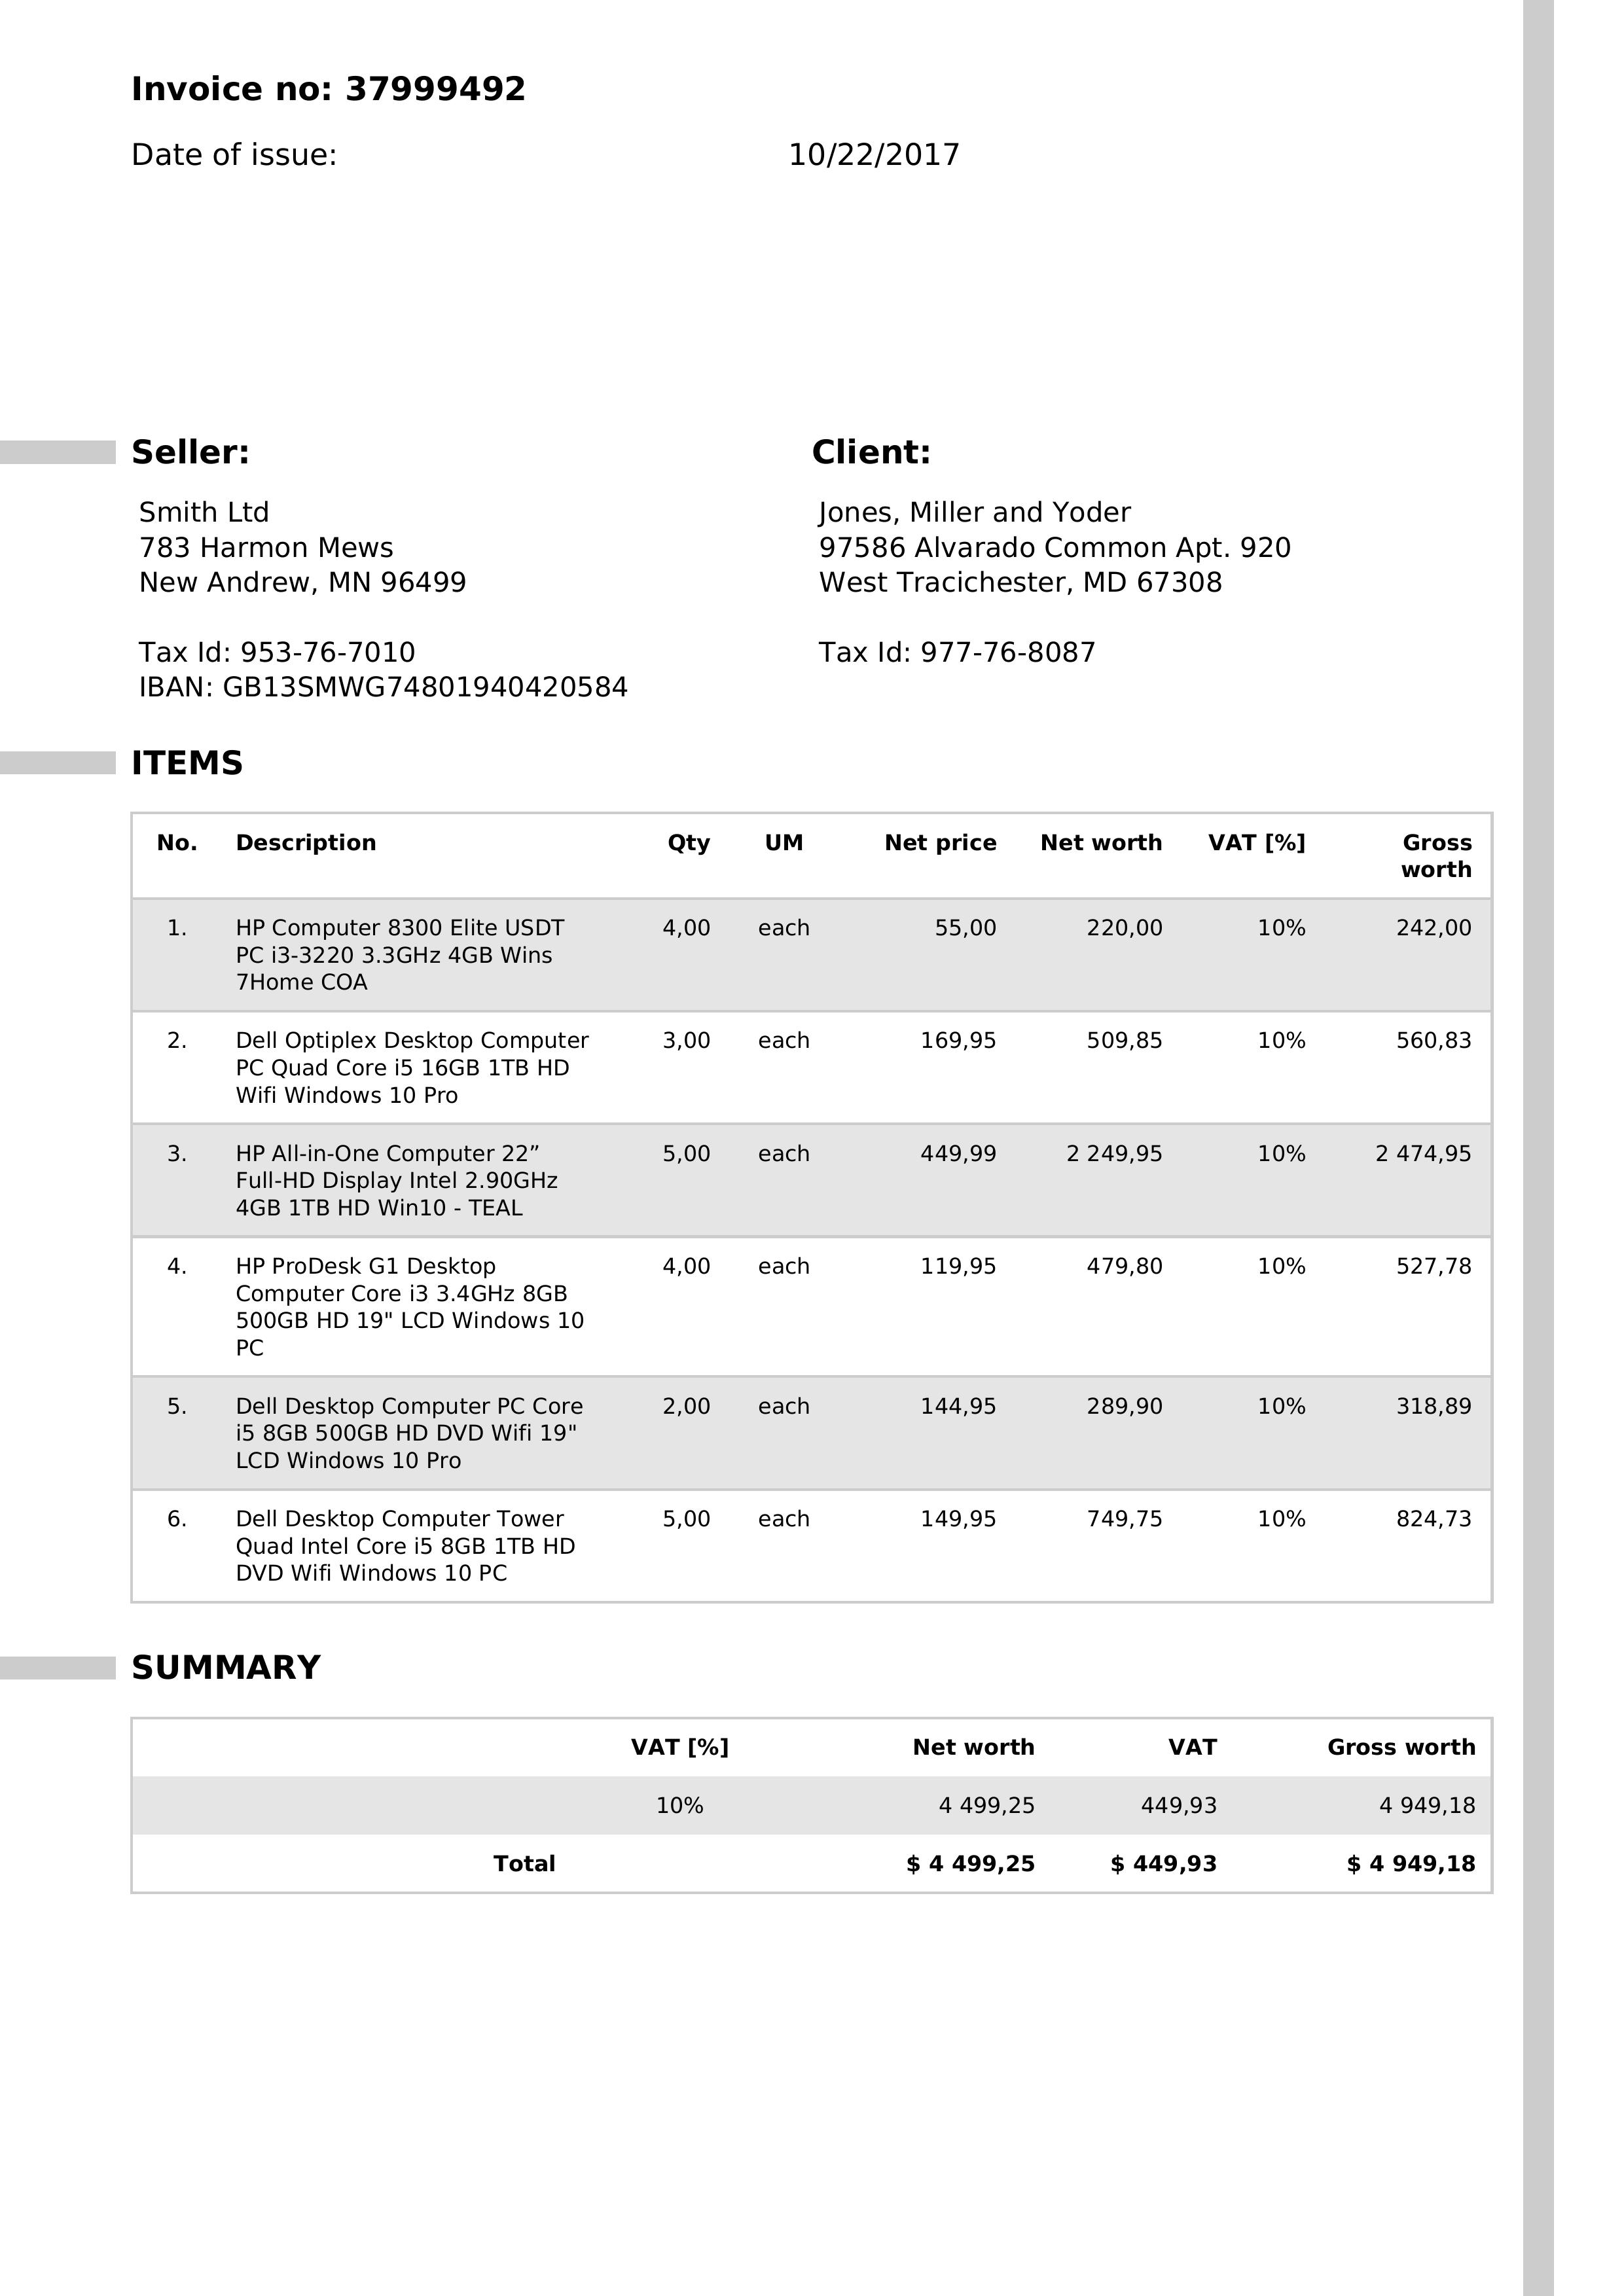 Invoice no: 37999492
Date of issue: 10/22/2017
Seller: Client:
Smith Ltd Jones, Miller and Yoder
783 Harmon Mews 97586 Alvarado Common Apt. 920
New Andrew, MN 96499 West Tracichester, MD 67308
Tax Id: 953-76-7010 Tax Id: 977-76-8087
IBAN: GB13SMWG74801940420584
ITEMS
No. Description Qty UM Net price Net worth VAT [%] Gross
worth
1. HP Computer 8300 Elite USDT 4,00 each 55,00 220,00 10% 242,00
PC i3-3220 3.3GHz 4GB Wins
7Home COA
2. Dell Optiplex Desktop Computer 3,00 each 169,95 509,85 10% 560,83
PC Quad Core i5 16GB 1TB HD
Wifi Windows 10 Pro
3. HP All-in-One Computer 22” 5,00 each 449,99 2 249,95 10% 2 474,95
Full-HD Display Intel 2.90GHz
4GB 1TB HD Win10 - TEAL
4. HP ProDesk G1 Desktop 4,00 each 119,95 479,80 10% 527,78
Computer Core i3 3.4GHz 8GB
500GB HD 19" LCD Windows 10
PC
5. Dell Desktop Computer PC Core 2,00 each 144,95 289,90 10% 318,89
i5 8GB 500GB HD DVD Wifi 19"
LCD Windows 10 Pro
6. Dell Desktop Computer Tower 5,00 each 149,95 749,75 10% 824,73
Quad Intel Core i5 8GB 1TB HD
DVD Wifi Windows 10 PC
SUMMARY
VAT [%] Net worth VAT Gross worth
10% 4 499,25 449,93 4 949,18
Total $ 4 499,25 $ 449,93 $ 4 949,18